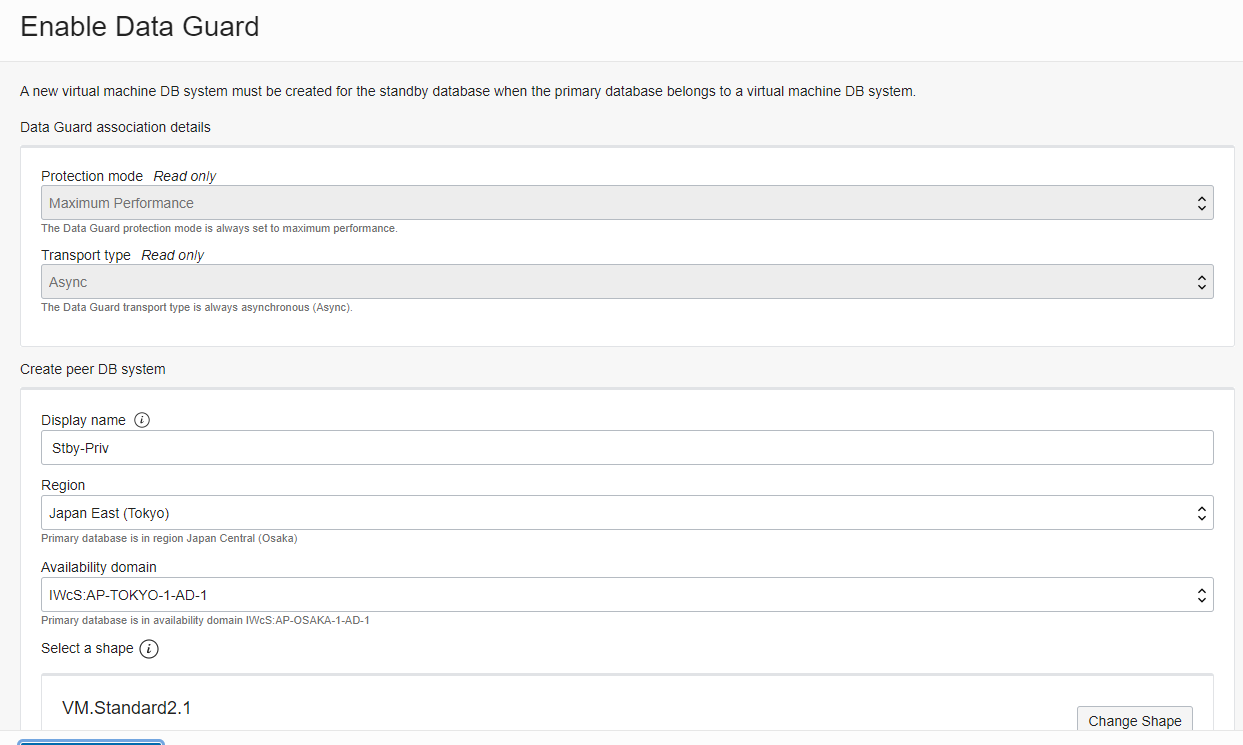 Enable Data Guard
A new virtual machine DB system must be created for the standby database when the primary database belongs to a virtual machine DB system.
Data Guard association details
Protection mode Read only
Maximum Performance
The Data Guard protection mode is always set to maximum performance.
Transport type Read only
Async
The Data Guard transport type is always asynchronous (Async).
Create peer DB system
Display name i
Stby-Priv
Region
Japan East (Tokyo)
Primary database is in region Japan Central (Osaka)
Availability domain
IWcS:AP-TOKYO-1-AD-1
Primary database is in availability domain IWcS:AP-OSAKA-1-AD-1
Select a shape i
VM.Standard2.1
Change Shape